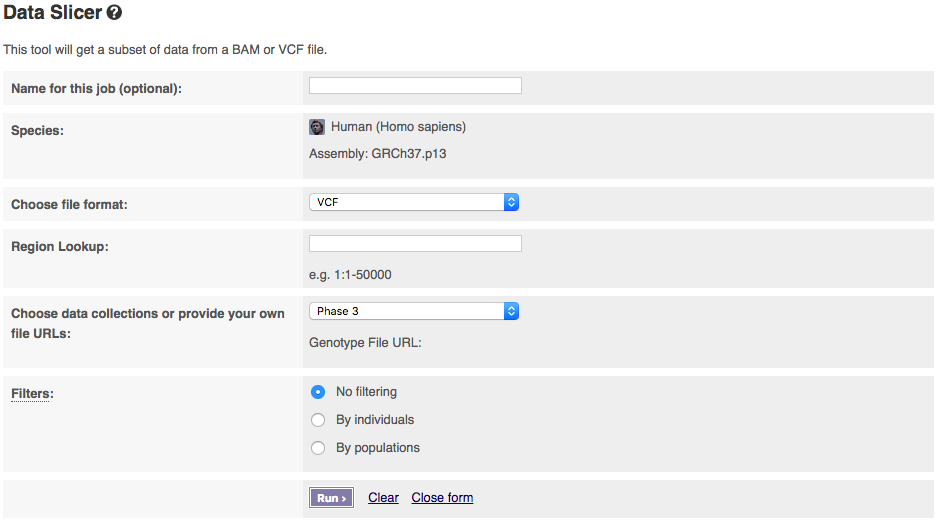 Data Slicer ?
This tool will get a subset of data from a BAM or VCF file.
Name for this job (optional):
Species:
Human (Homo sapiens)
Assembly: GRCh37.p13
Choose file format:
VCF
Region Lookup:
e.g. 1:1-50000
Choose data collections or provide your own
file URLs:
Phase 3
Genotype File URL:
Filters:
No filtering
By individuals
By populations
Run › Clear Close form